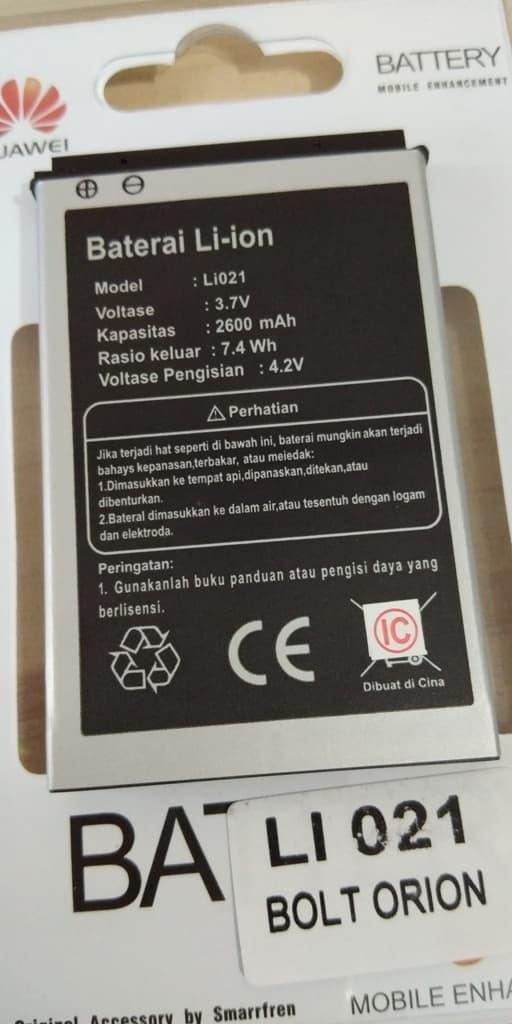 BATTERY
MOBILE ENHANCEMENT
UAWEI
Baterai Li-ion
Model : Li021
Voltase : 3.7V
Kapasitas : 2600 mAh
Rasio keluar : 7.4 Wh
Voltase Pengisian : 4.2V
Perhatian
Jika terjadi hat seperti di bawah ini, baterai mungkin akan terjadi
bahays kepanasan,terbakar, atau meiedak:
1.Dimasukkan ke tempat api,dipanaskan,ditekan,atau
dibenturkan.
2.Bateral dimasukkan ke dalam air,atau tesentuh dengan logam
dan elektroda.
Peringatan:
1. Gunakanlah buku panduan atau pengisi daya yang
berlisensi.
CE
IC
Dibuat di Cina
BAT
LI 021
BOLT ORION
Original Accessory by Smarrfren
MOBILE ENHA